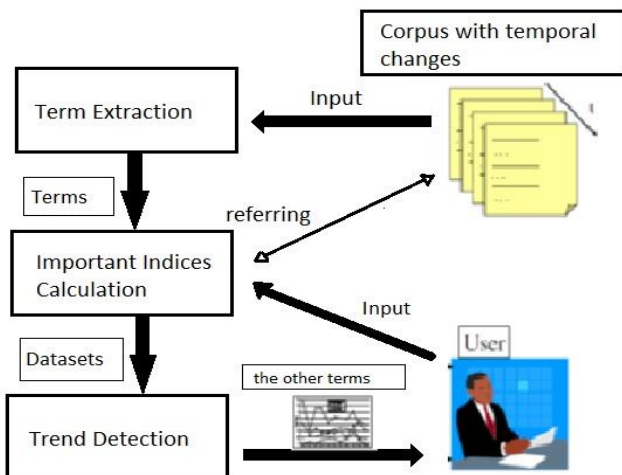 Corpus with temporal
changes
Term Extraction
Input
t
Terms
referring
Important Indices
Calculation
Input
Datasets
User
the other terms
Trend Detection